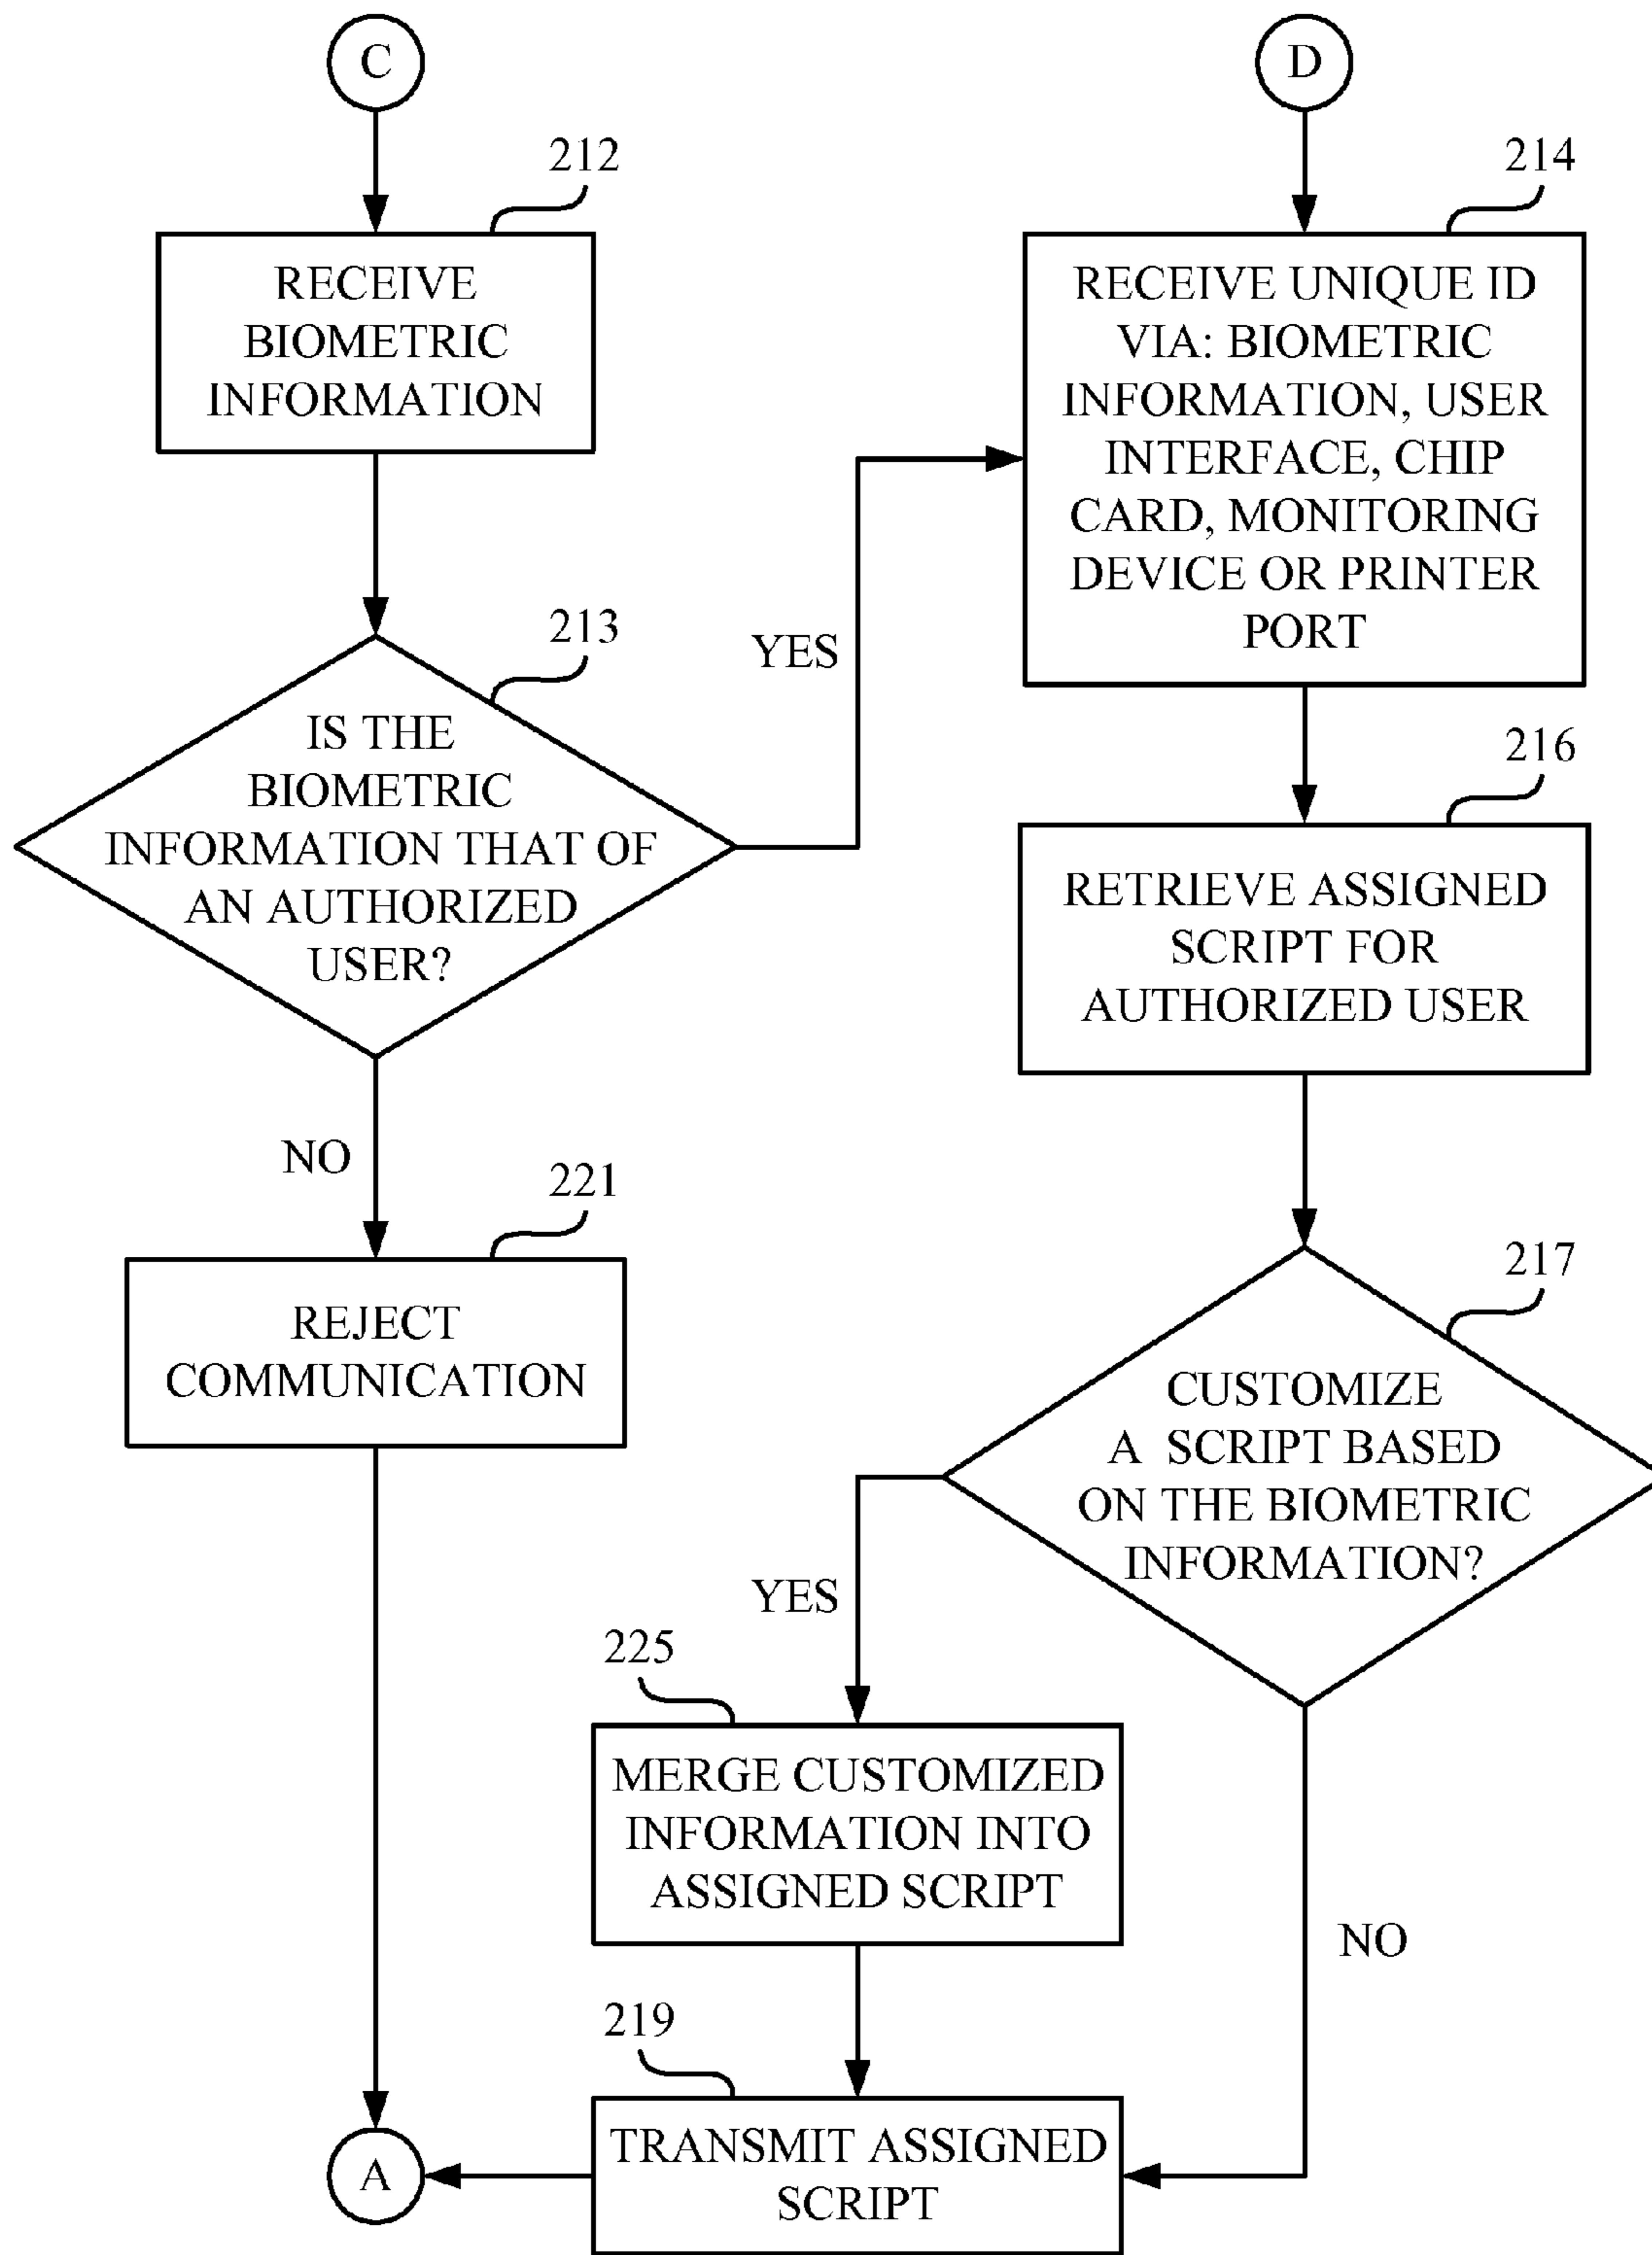 C
212
RECEIVE
BIOMETRIC
INFORMATION
213
IS THE
BIOMETRIC
INFORMATION THAT OF
AN AUTHORIZED
USER?
YES
NO
221
REJECT
COMMUNICATION
D
214
RECEIVE UNIQUE ID
VIA: BIOMETRIC
INFORMATION, USER
INTERFACE, CHIP
CARD, MONITORING
DEVICE OR PRINTER
PORT
216
RETRIEVE ASSIGNED
SCRIPT FOR
AUTHORIZED USER
217
CUSTOMIZE
A SCRIPT BASED
ON THE BIOMETRIC
INFORMATION?
YES
NO
225
MERGE CUSTOMIZED
INFORMATION INTO
ASSIGNED SCRIPT
219
TRANSMIT ASSIGNED
SCRIPT
A